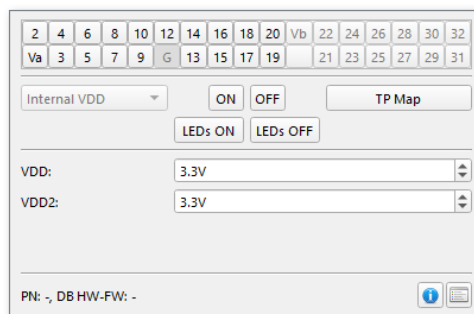 2 4 6 8 10 12 14 16 18 20 Vb 22 24 26 28 30 32
Va 3 5 7 9 G 13 15 17 19 21 23 25 27 29 31
Internal VDD ON OFF TP Map
LEDs ON LEDs OFF
VDD: 3.3V
VDD2: 3.3V
PN: -, DB HW-FW: -